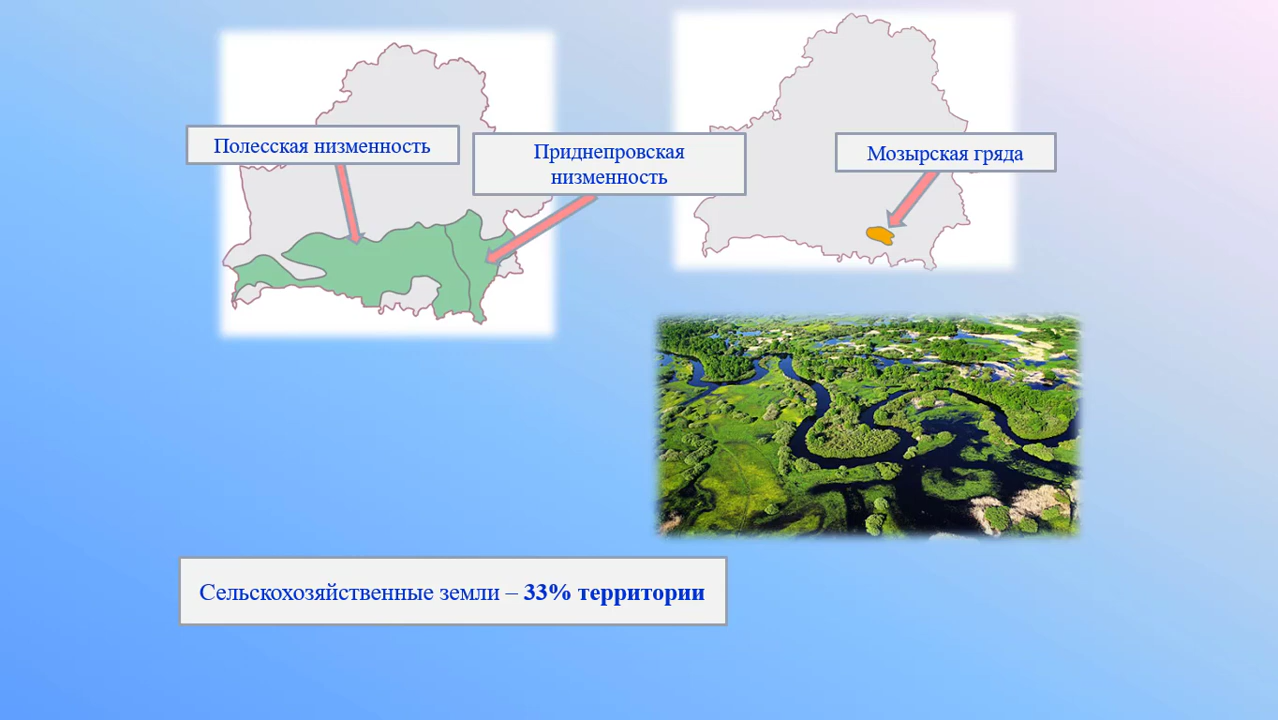 Полесская низменность
Приднепровская
низменность
Мозырская гряда
Сельскохозяйственные земли – 33% территории